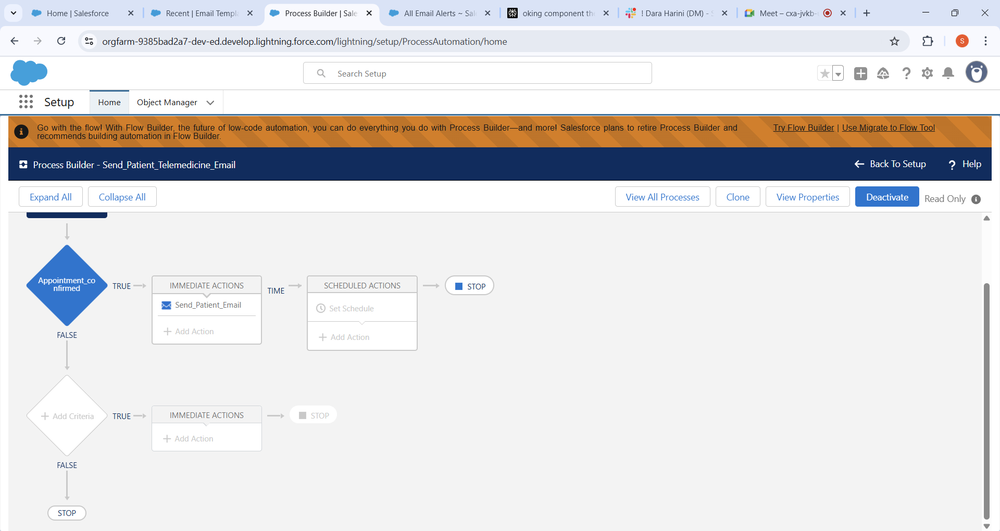 Home | Salesforce
Recent | Email Templa
Process Builder | Sale
All Email Alerts ~ Sal
oking component the
! Dara Harini (DM) - S
Meet – cxa-jvkb-
orgfarm-9385bad2a7-dev-ed.develop.lightning.force.com/lightning/setup/ProcessAutomation/home
S
Search Setup
Setup
Home
Object Manager
Go with the flow! With Flow Builder, the future of low-code automation, you can do everything you do with Process Builder—and more! Salesforce plans to retire Process Builder and
recommends building automation in Flow Builder.
Try Flow Builder | Use Migrate to Flow Tool
Process Builder - Send_Patient_Telemedicine_Email
Back To Setup
? Help
Expand All
Collapse All
View All Processes
Clone
View Properties
Deactivate
Read Only
Appointment_co
nfirmed
TRUE
IMMEDIATE ACTIONS
Send_Patient_Email
+ Add Action
TIME
SCHEDULED ACTIONS
Set Schedule
+ Add Action
STOP
FALSE
+ Add Criteria
TRUE
IMMEDIATE ACTIONS
+ Add Action
STOP
FALSE
STOP